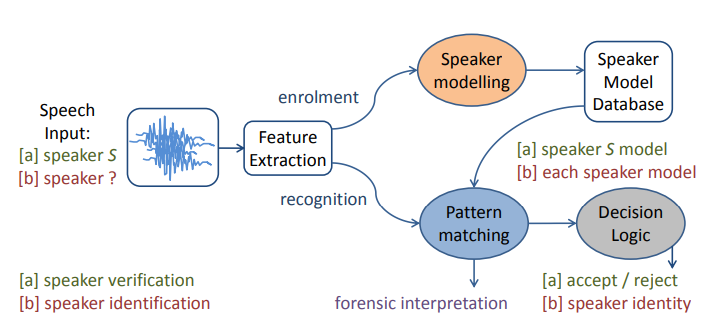 Speech
Input:
[a] speaker S
[b] speaker ?
Feature
Extraction
enrolment
recognition
Speaker
modelling
Speaker
Model
Database
[a] speaker S model
[b] each speaker model
Pattern
matching
Decision
Logic
[a] speaker verification
[b] speaker identification
forensic interpretation
[a] accept / reject
[b] speaker identity